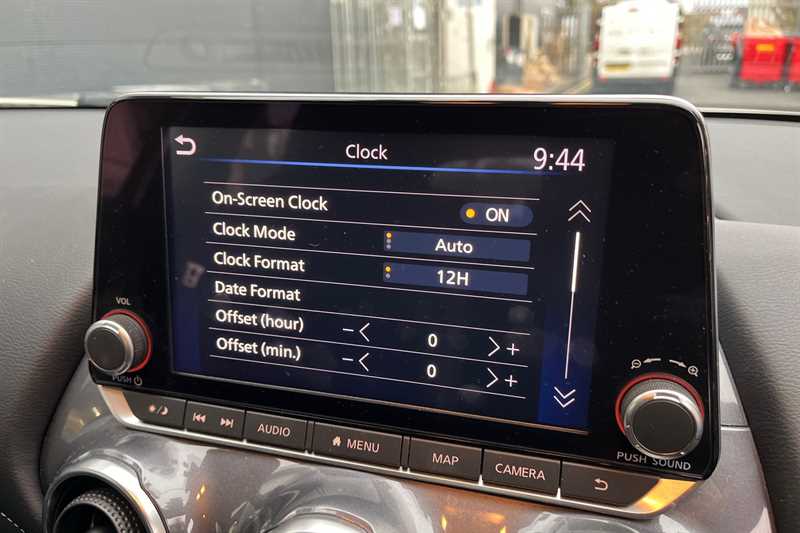 Clock 9:44
On-Screen Clock ON
Clock Mode Auto
Clock Format 12H
Date Format
Offset (hour) − < 0 > +
Offset (min.) − < 0 > +
VOL
PUSH
AUDIO
MENU
MAP
CAMERA
PUSH SOUND